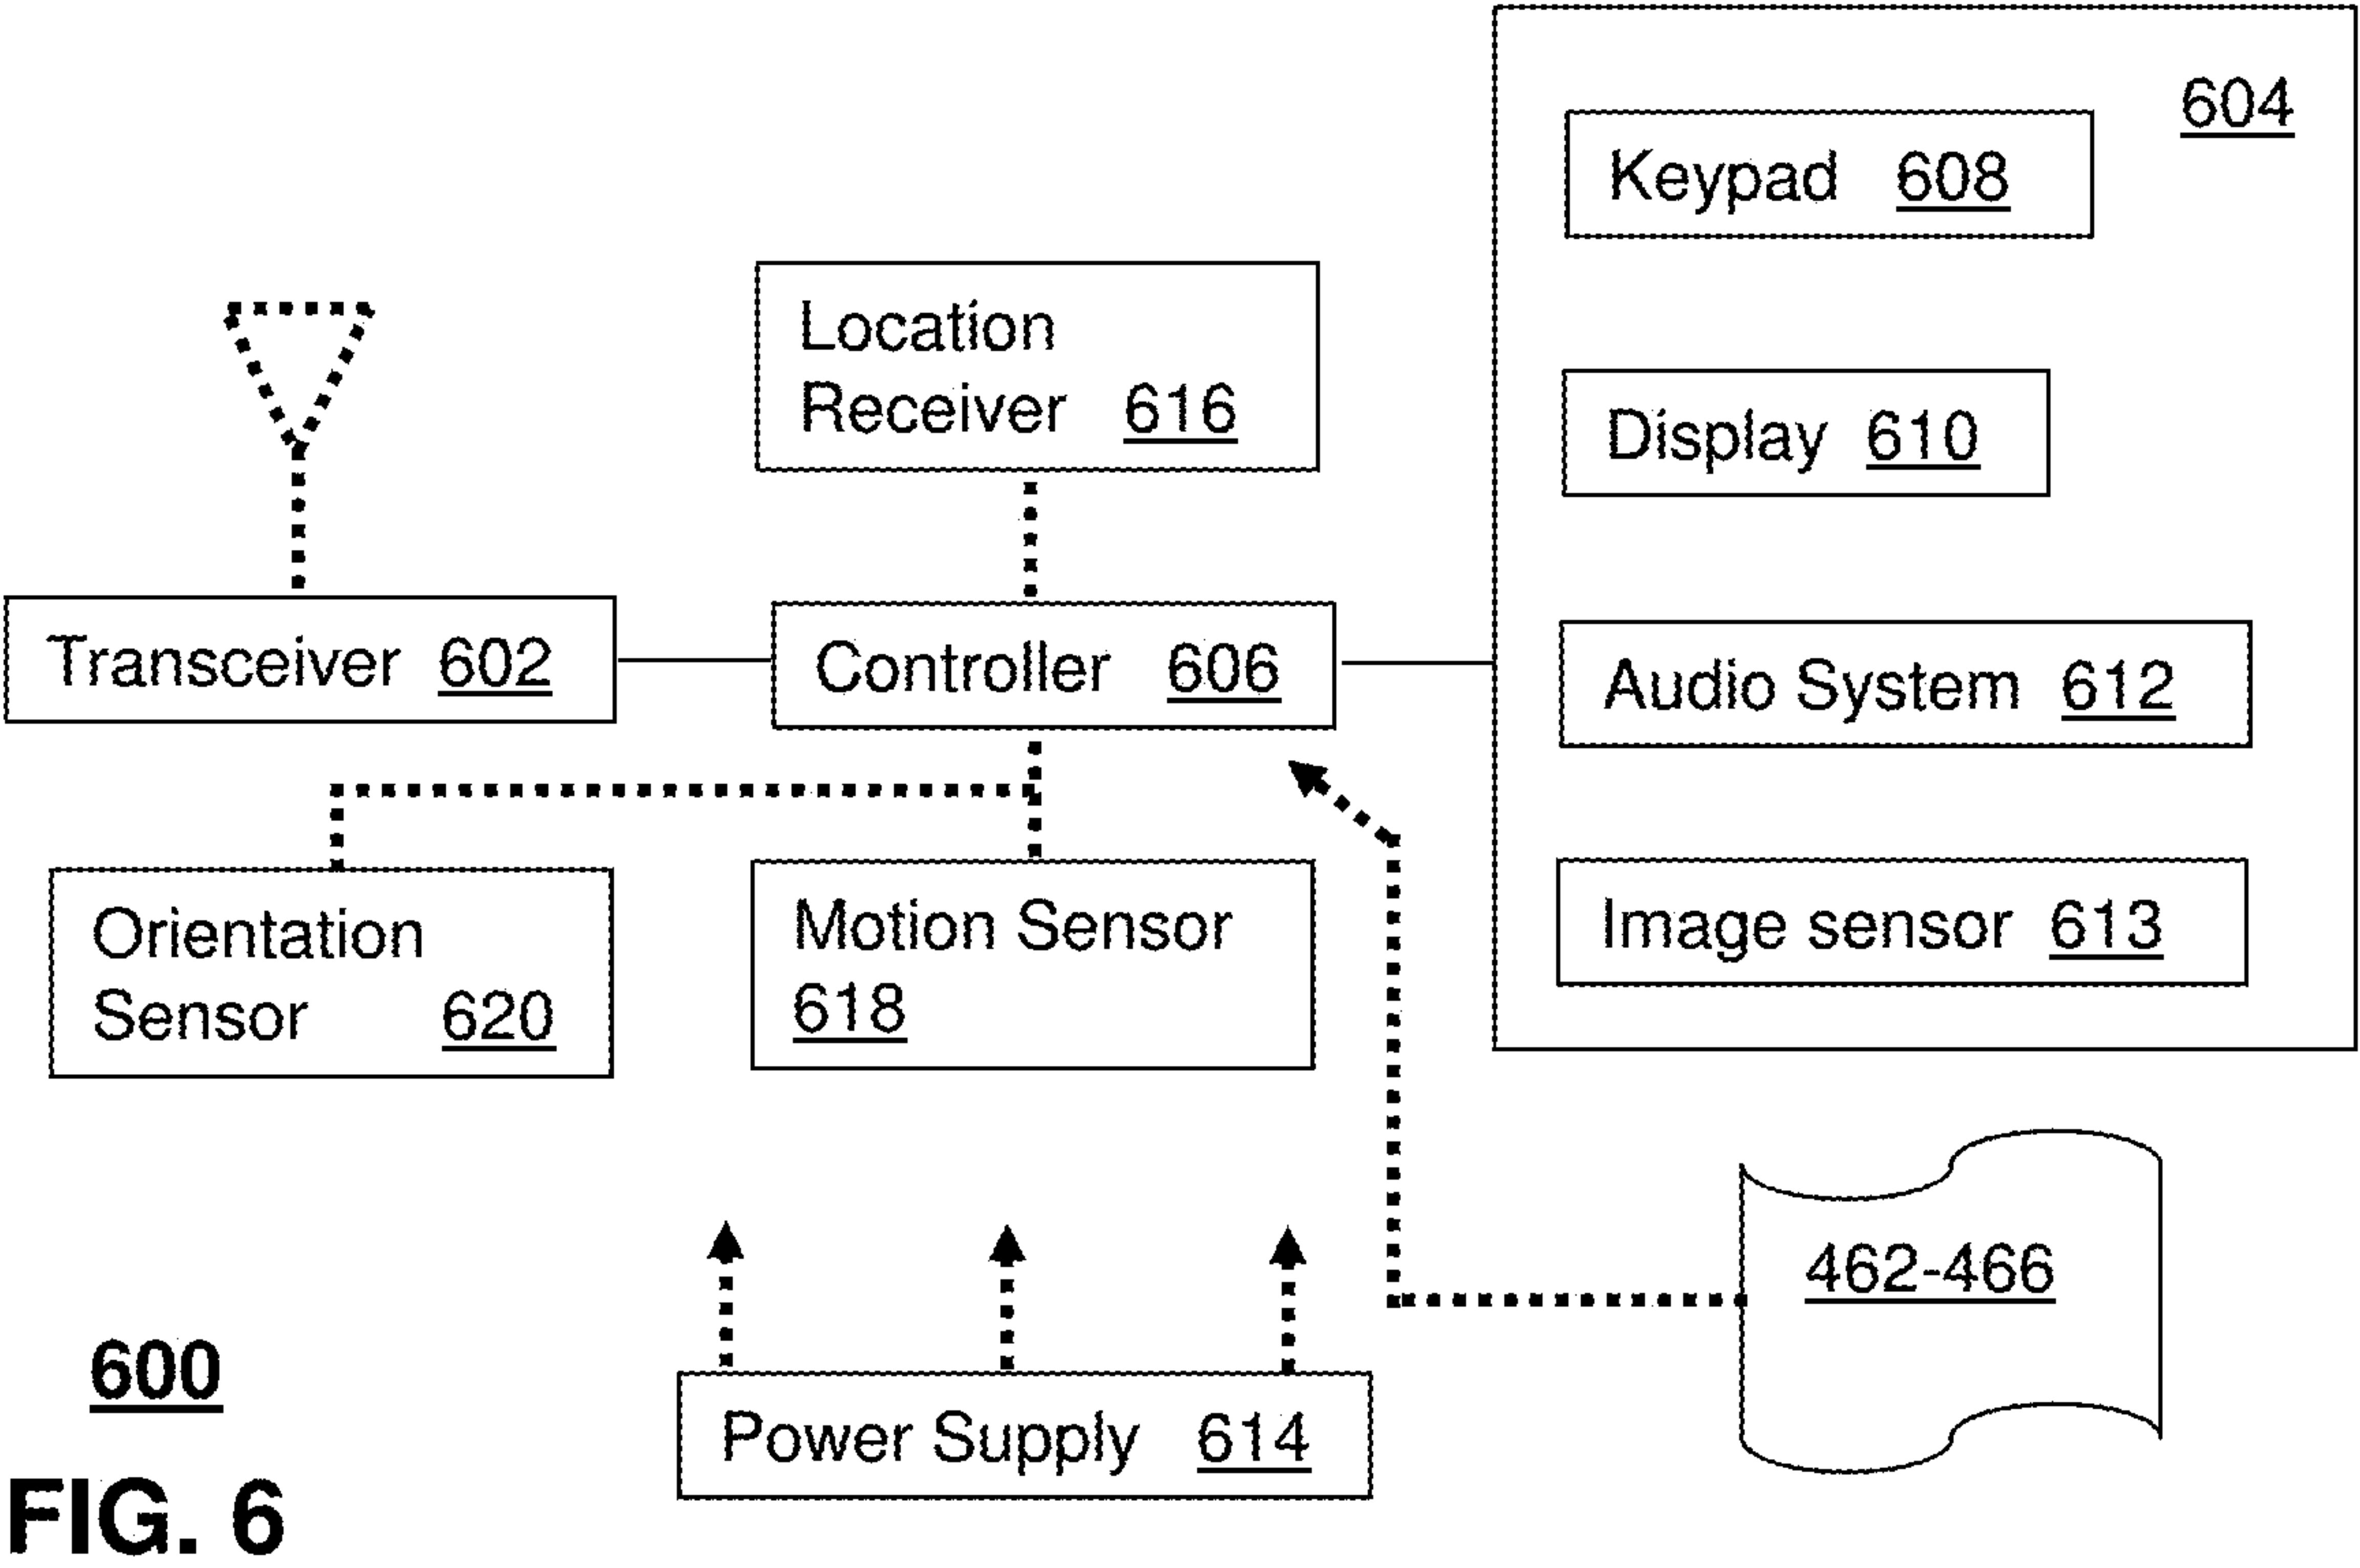 604
Keypad 608
Location
Receiver 616
Display 610
Transceiver 602
Controller 606
Audio System 612
Orientation
Sensor 620
Motion Sensor
618
Image sensor 613
462-466
600
Power Supply 614
FIG. 6